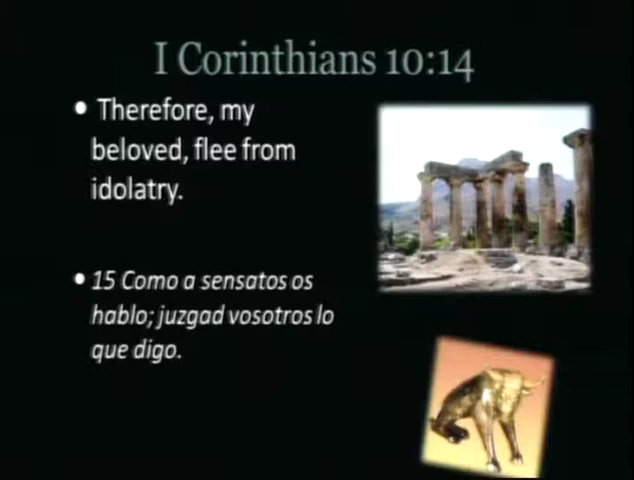 I Corinthians 10:14
• Therefore, my
beloved, flee from
idolatry.
• 15 Como a sensatos os
hablo; juzgad vosotros lo
que digo.